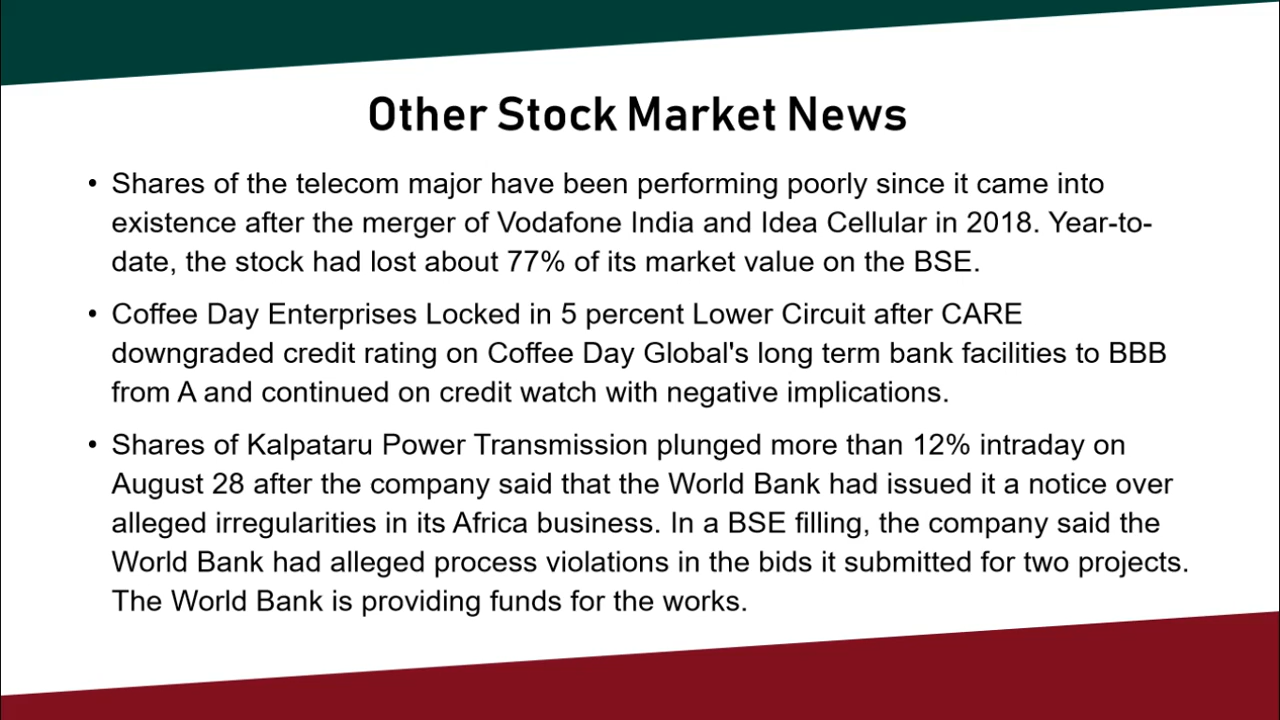 Other Stock Market News
• Shares of the telecom major have been performing poorly since it came into
existence after the merger of Vodafone India and Idea Cellular in 2018. Year-to-
date, the stock had lost about 77% of its market value on the BSE.
• Coffee Day Enterprises Locked in 5 percent Lower Circuit after CARE
downgraded credit rating on Coffee Day Global's long term bank facilities to BBB
from A and continued on credit watch with negative implications.
• Shares of Kalpataru Power Transmission plunged more than 12% intraday on
August 28 after the company said that the World Bank had issued it a notice over
alleged irregularities in its Africa business. In a BSE filling, the company said the
World Bank had alleged process violations in the bids it submitted for two projects.
The World Bank is providing funds for the works.